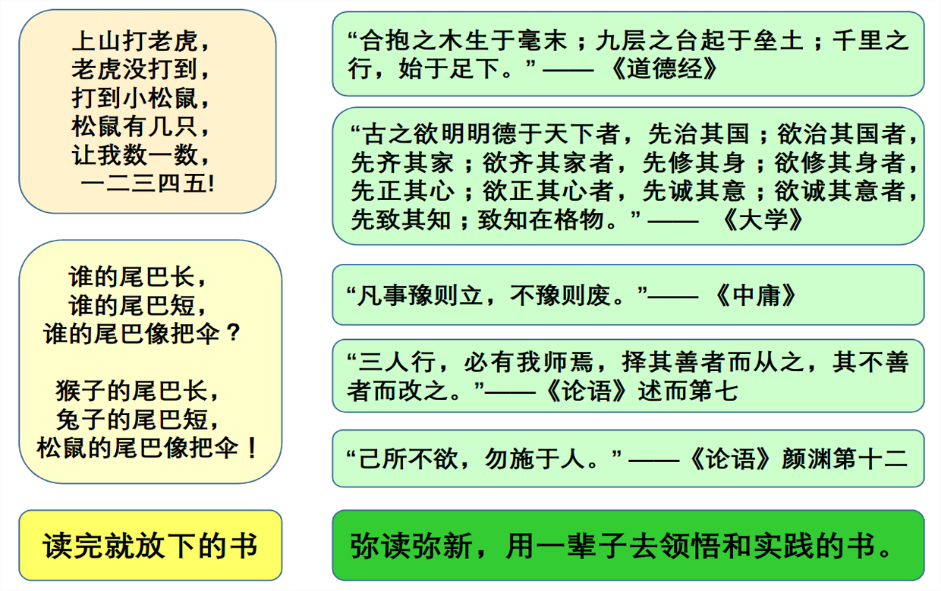 上山打老虎，
老虎没打到，
打到小松鼠，
松鼠有几只，
让我数一数，
一二三四五!
谁的尾巴长，
谁的尾巴短，
谁的尾巴像把伞？
猴子的尾巴长，
兔子的尾巴短，
松鼠的尾巴像把伞！
读完就放下的书
“合抱之木生于毫末；九层之台起于垒土；千里之
行，始于足下。” —— 《道德经》
“古之欲明明德于天下者，先治其国；欲治其国者，
先齐其家；欲齐其家者，先修其身；欲修其身者，
先正其心；欲正其心者，先诚其意；欲诚其意者，
先致其知；致知在格物。” —— 《大学》
“凡事豫则立，不豫则废。”—— 《中庸》
“三人行，必有我师焉，择其善者而从之，其不善
者而改之。”——《论语》述而第七
“己所不欲，勿施于人。” ——《论语》颜渊第十二
弥读弥新，用一辈子去领悟和实践的书。